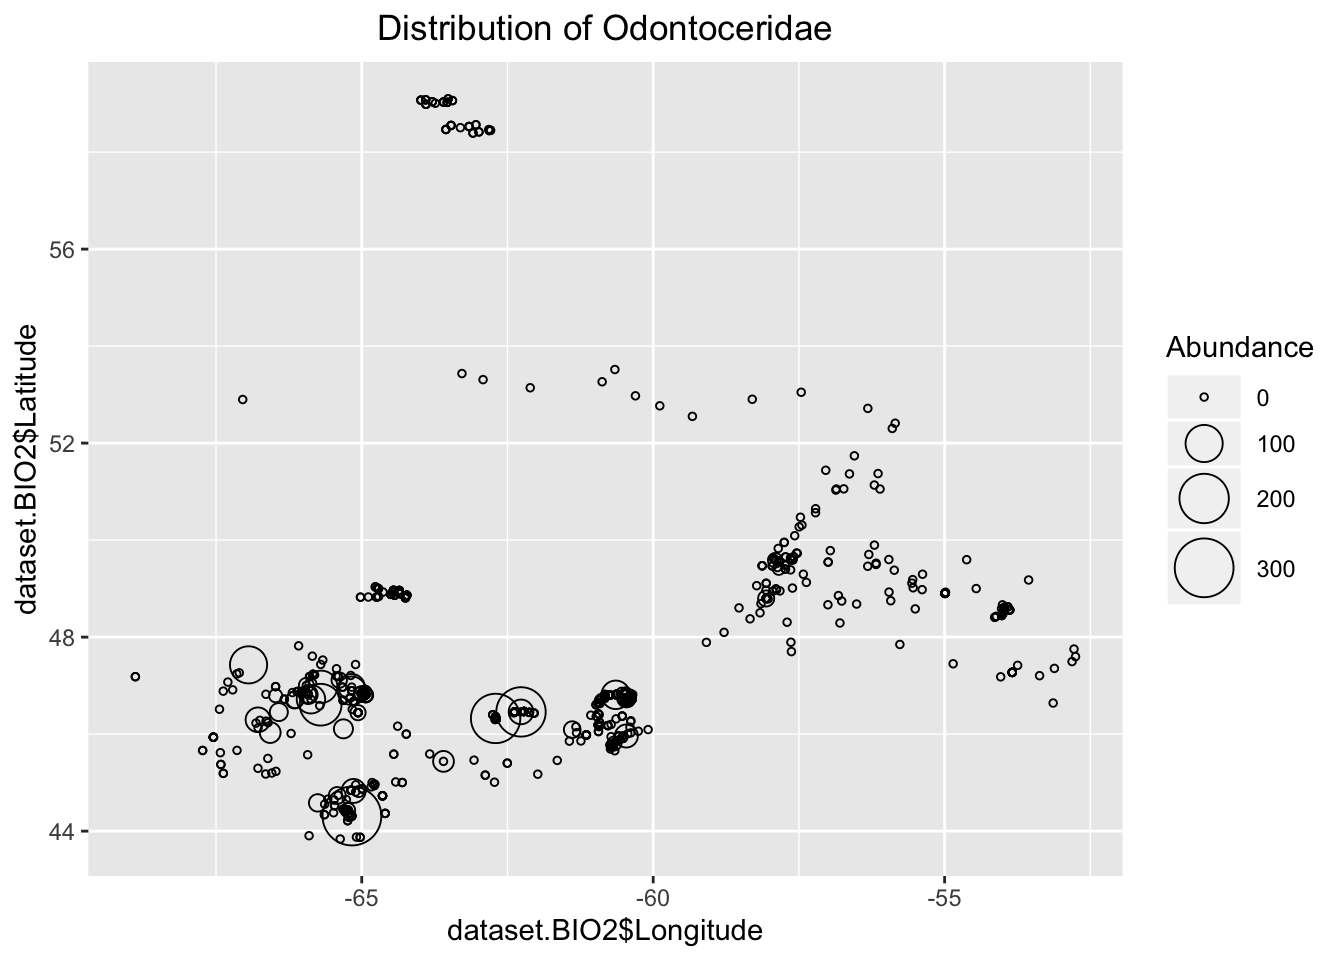 Distribution of Odontoceridae
dataset.BIO2$Latitude
56
52
48
44
-65
-60
-55
dataset.BIO2$Longitude
Abundance
0
100
200
300